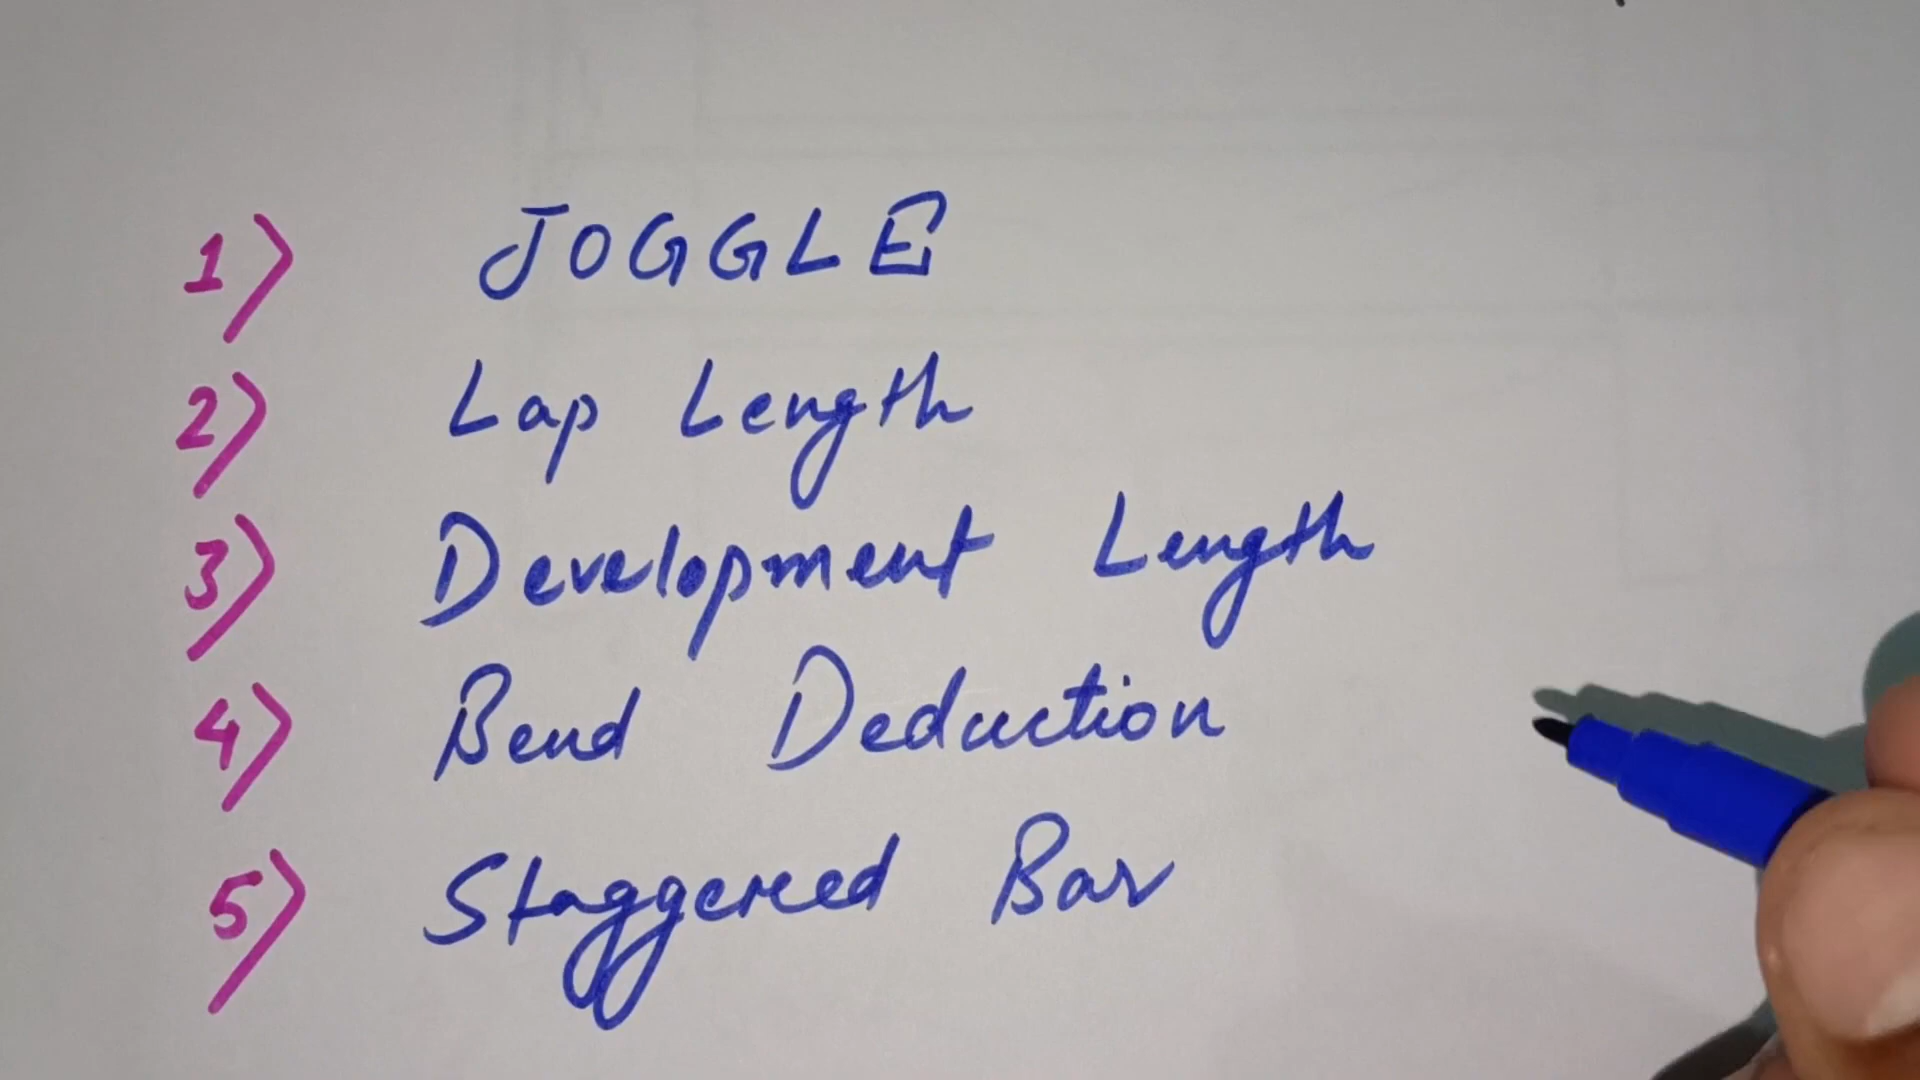 1) JOGGLE
2) Lap Length
3) Development Length
4) Bend Deduction
5) Staggered Bar